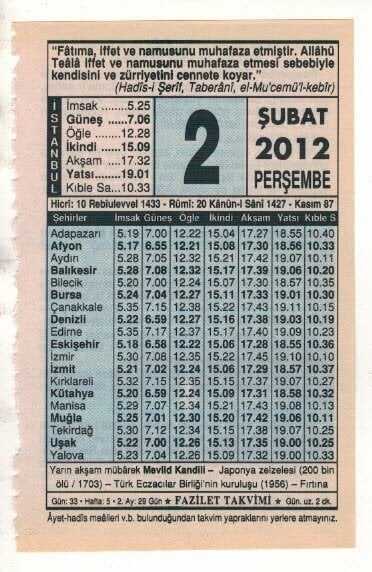 "Fâtıma, iffet ve namusunu muhafaza etmiştir. Allâhü
Teâlâ iffet ve namusunu muhafaza etmesi sebebiyle
kendisini ve zürriyetini cennete koyar."
(Hadîs-i Şerîf, Taberânî, el-Mu'cemü'l-kebîr)
İSTANBUL
İmsak ......5.25
Güneş ......7.06
Öğle .......12.28
İkindi ......15.09
Akşam ....17.32
Yatsı.......19.01
Kıble Sa...10.33
2
ŞUBAT
2012
PERŞEMBE
Hicrî: 10 Rebîulevvel 1433 - Rûmî: 20 Kânûn-i Sânî 1427 - Kasım 87
Şehirler İmsak Güneş Öğle İkindi Akşam Yatsı Kıble S
Adapazarı 5.19 7.00 12.22 15.04 17.27 18.55 10.40
Afyon 5.17 6.55 12.21 15.08 17.30 18.56 10.33
Aydın 5.28 7.05 12.32 15.21 17.42 19.07 10.11
Balıkesir 5.28 7.08 12.32 15.17 17.39 19.06 10.20
Bilecik 5.20 7.00 12.24 15.07 17.30 18.57 10.35
Bursa 5.24 7.04 12.27 15.11 17.33 19.01 10.30
Çanakkale 5.35 7.15 12.38 15.22 17.43 19.11 10.15
Denizli 5.22 6.59 12.27 15.16 17.38 19.03 10.19
Edirne 5.35 7.17 12.37 15.17 17.40 19.09 10.23
Eskişehir 5.18 6.58 12.22 15.06 17.28 18.55 10.36
İzmir 5.30 7.08 12.35 15.22 17.45 19.10 10.10
İzmit 5.21 7.02 12.24 15.06 17.29 18.57 10.37
Kırklareli 5.32 7.15 12.35 15.15 17.37 19.07 10.25
Kütahya 5.20 6.59 12.24 15.09 17.31 18.58 10.32
Manisa 5.29 7.07 12.34 15.21 17.43 19.08 10.13
Muğla 5.25 7.01 12.30 15.20 17.42 19.06 10.11
Tekirdağ 5.30 7.12 12.34 15.15 17.38 19.07 10.25
Uşak 5.22 7.00 12.26 15.13 17.35 19.00 10.25
Yalova 5.23 7.04 12.26 15.09 17.32 19.00 10.33
Yarın akşam mübârek Mevlid Kandili – Japonya zelzelesi (200 bin
ölü / 1703) – Türk Eczacılar Birliği'nin kuruluşu (1956) – Fırtına
Gün: 33 • Hafta: 5 • 2. Ay: 29 Gün ★ FAZİLET TAKVİMİ ★ Gün. uz. 2 dk.
Âyet-hadîs meâlleri v.b. bulunduğundan takvim yapraklarını yerlere atmayınız.